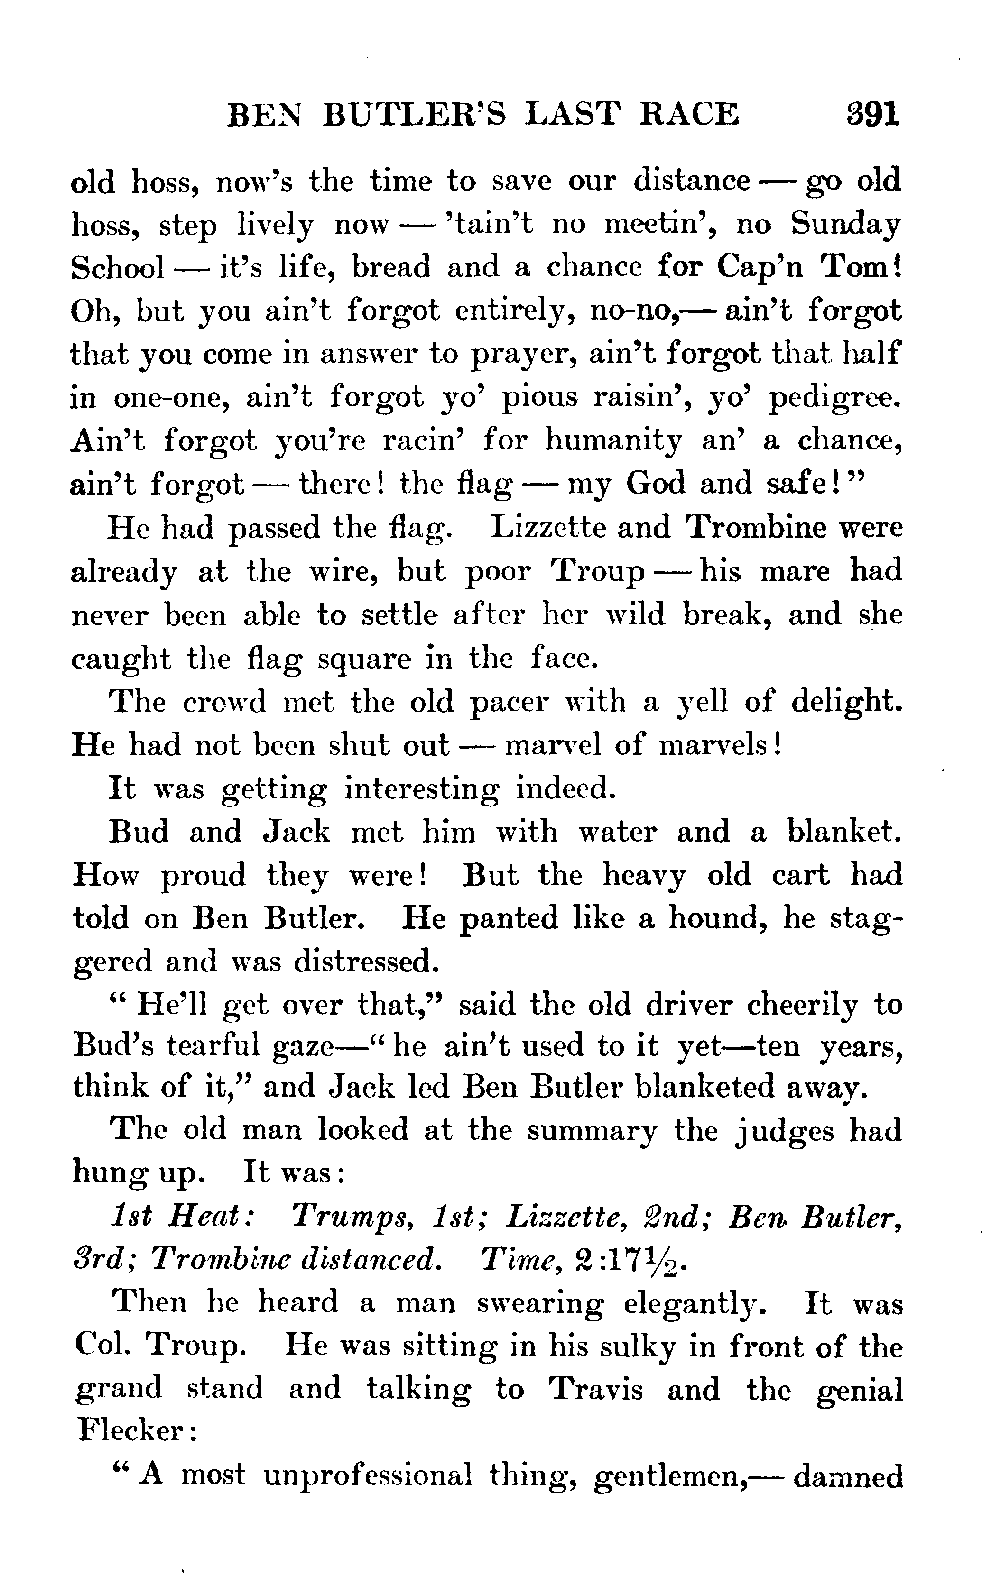 BEN BUTLER'S LAST RACE 391
old hoss, now's the time to save our distance — go old
hoss, step lively now — 'tain't no meetin', no Sunday
School — it's life, bread and a chance for Cap'n Tom!
Oh, but you ain't forgot entirely, no-no,— ain't forgot
that you come in answer to prayer, ain't forgot that half
in one-one, ain't forgot yo' pious raisin', yo' pedigree.
Ain't forgot you're racin' for humanity an' a chance,
ain't forgot — there! the flag — my God and safe!"
He had passed the flag. Lizzette and Trombine were
already at the wire, but poor Troup — his mare had
never been able to settle after her wild break, and she
caught the flag square in the face.
The crowd met the old pacer with a yell of delight.
He had not been shut out — marvel of marvels!
It was getting interesting indeed.
Bud and Jack met him with water and a blanket.
How proud they were! But the heavy old cart had
told on Ben Butler. He panted like a hound, he stag-
gered and was distressed.
"He'll get over that," said the old driver cheerily to
Bud's tearful gaze—"he ain't used to it yet—ten years,
think of it," and Jack led Ben Butler blanketed away.
The old man looked at the summary the judges had
hung up. It was:
1st Heat: Trumps, 1st; Lizzette, 2nd; Ben Butler,
3rd; Trombine distanced. Time, 2:17½.
Then he heard a man swearing elegantly. It was
Col. Troup. He was sitting in his sulky in front of the
grand stand and talking to Travis and the genial
Flecker:
"A most unprofessional thing, gentlemen,— damned